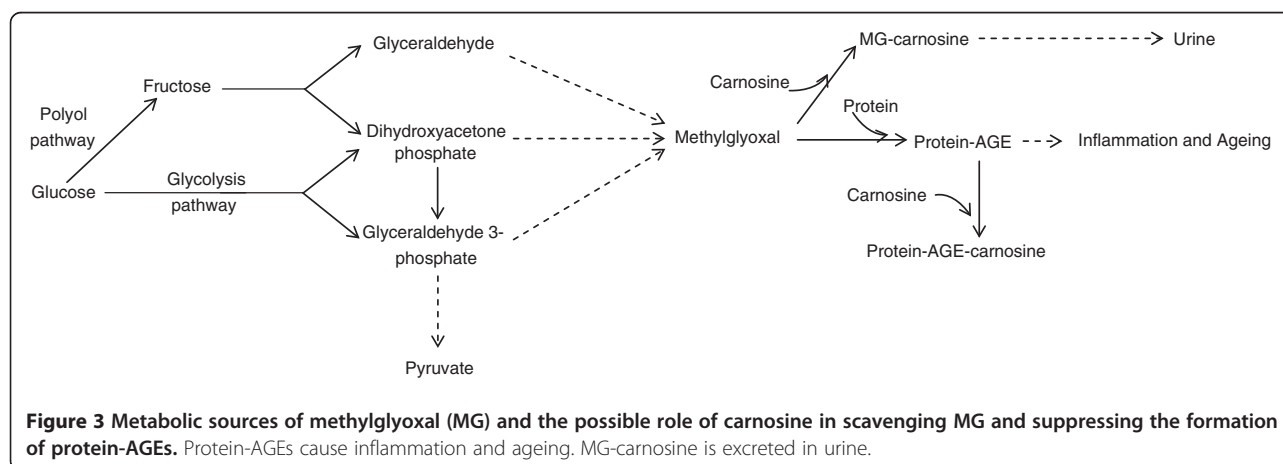 Glyceraldehyde
MG-carnosine
Urine
Carnosine
Fructose
Protein
Polyol
pathway
Dihydroxyacetone
phosphate
Methylglyoxal
Protein-AGE
Inflammation and Ageing
Glucose
Glycolysis
pathway
Carnosine
Glyceraldehyde 3-
phosphate
Protein-AGE-carnosine
Pyruvate
Figure 3 Metabolic sources of methylglyoxal (MG) and the possible role of carnosine in scavenging MG and suppressing the formation
of protein-AGEs. Protein-AGEs cause inflammation and ageing. MG-carnosine is excreted in urine.